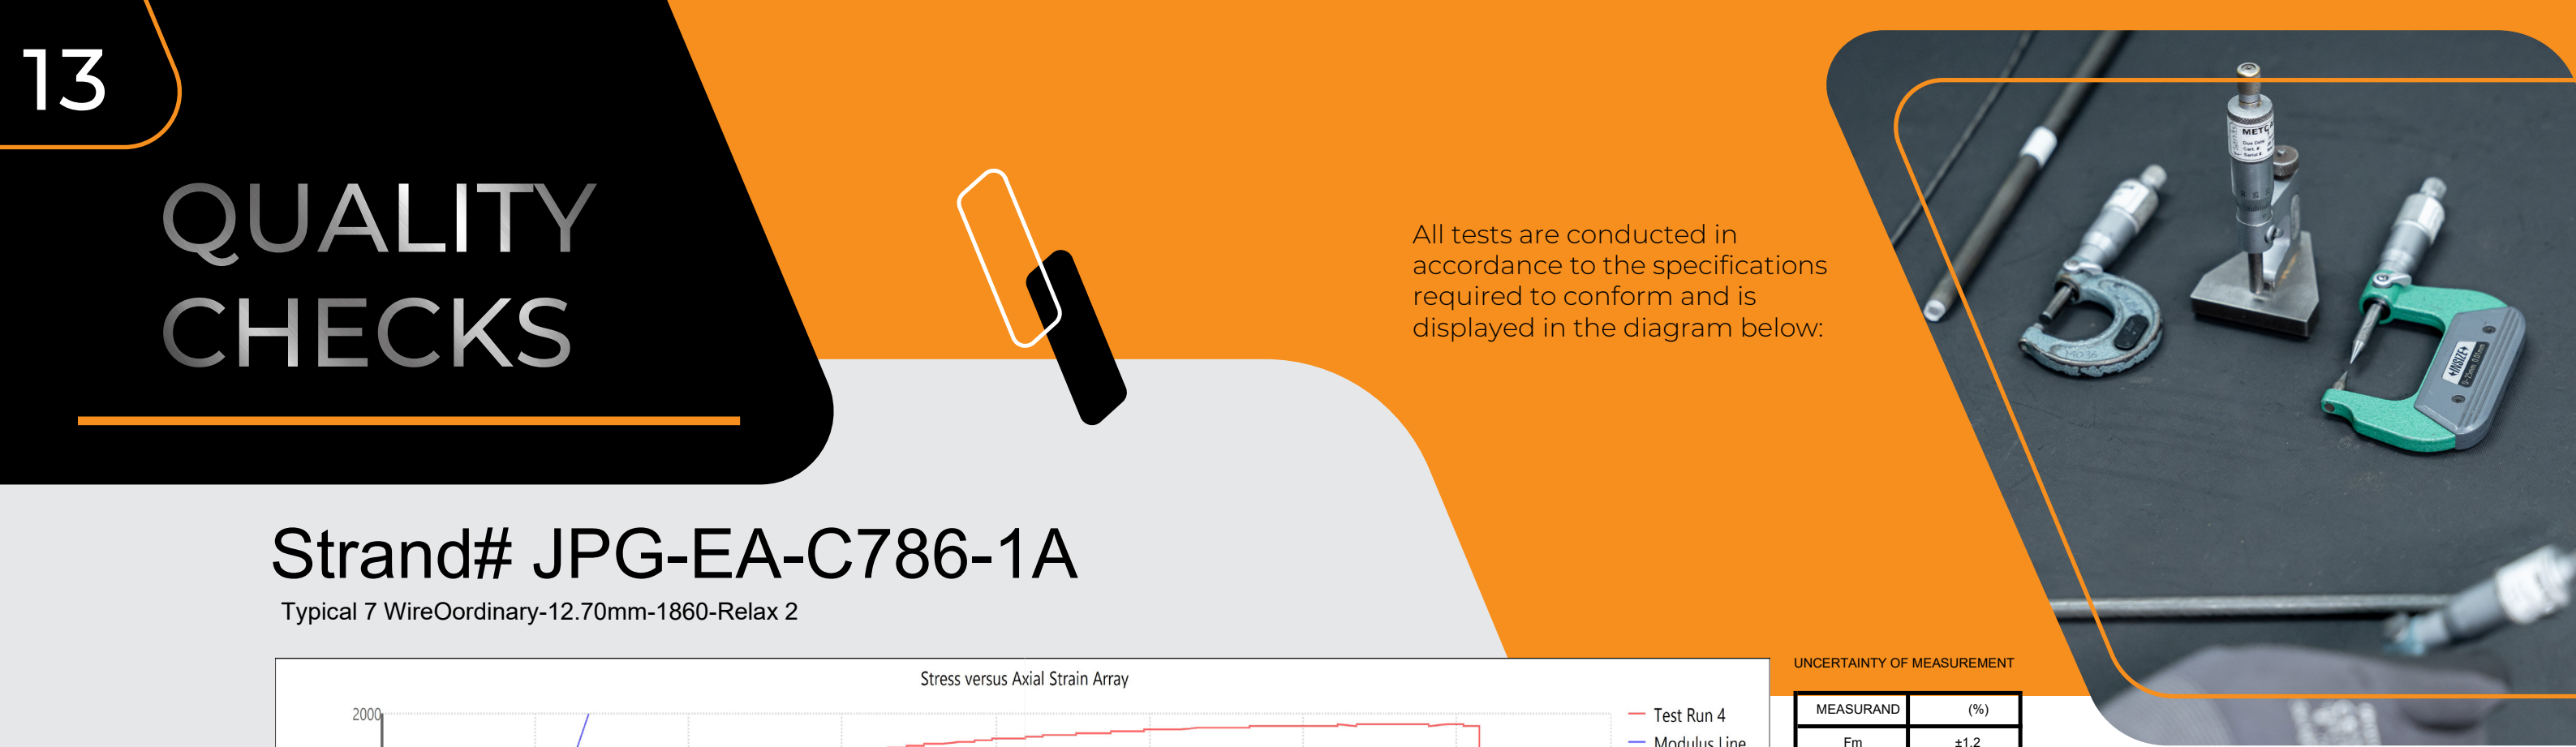 13
QUALITY
CHECKS
All tests are conducted in
accordance to the specifications
required to conform and is
displayed in the diagram below:
Strand# JPG-EA-C786-1A
Typical 7 WireOordinary-12.70mm-1860-Relax 2
Stress versus Axial Strain Array
2000
Test Run 4
Modulus Line
UNCERTAINTY OF MEASUREMENT
MEASURAND (%)
Fm ±1.2
INSIZE